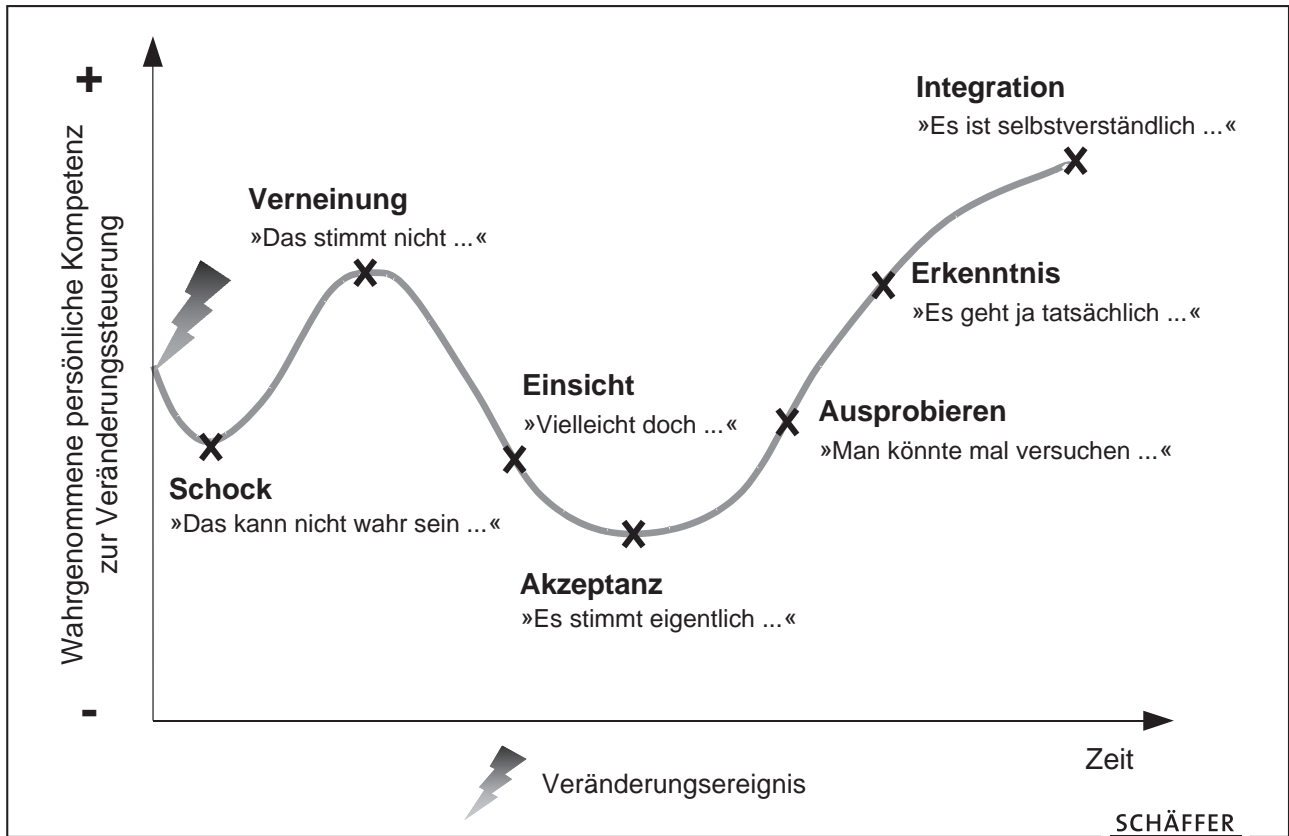 +
Wahrgenommene persönliche Kompetenz
zur Veränderungssteuerung
-
Integration
»Es ist selbstverständlich ...«
Verneinung
»Das stimmt nicht ...«
Erkenntnis
»Es geht ja tatsächlich ...«
Einsicht
»Vielleicht doch ...«
Ausprobieren
»Man könnte mal versuchen ...«
Schock
»Das kann nicht wahr sein ...«
Akzeptanz
»Es stimmt eigentlich ...«
Zeit
Veränderungsereignis
SCHÄFFER